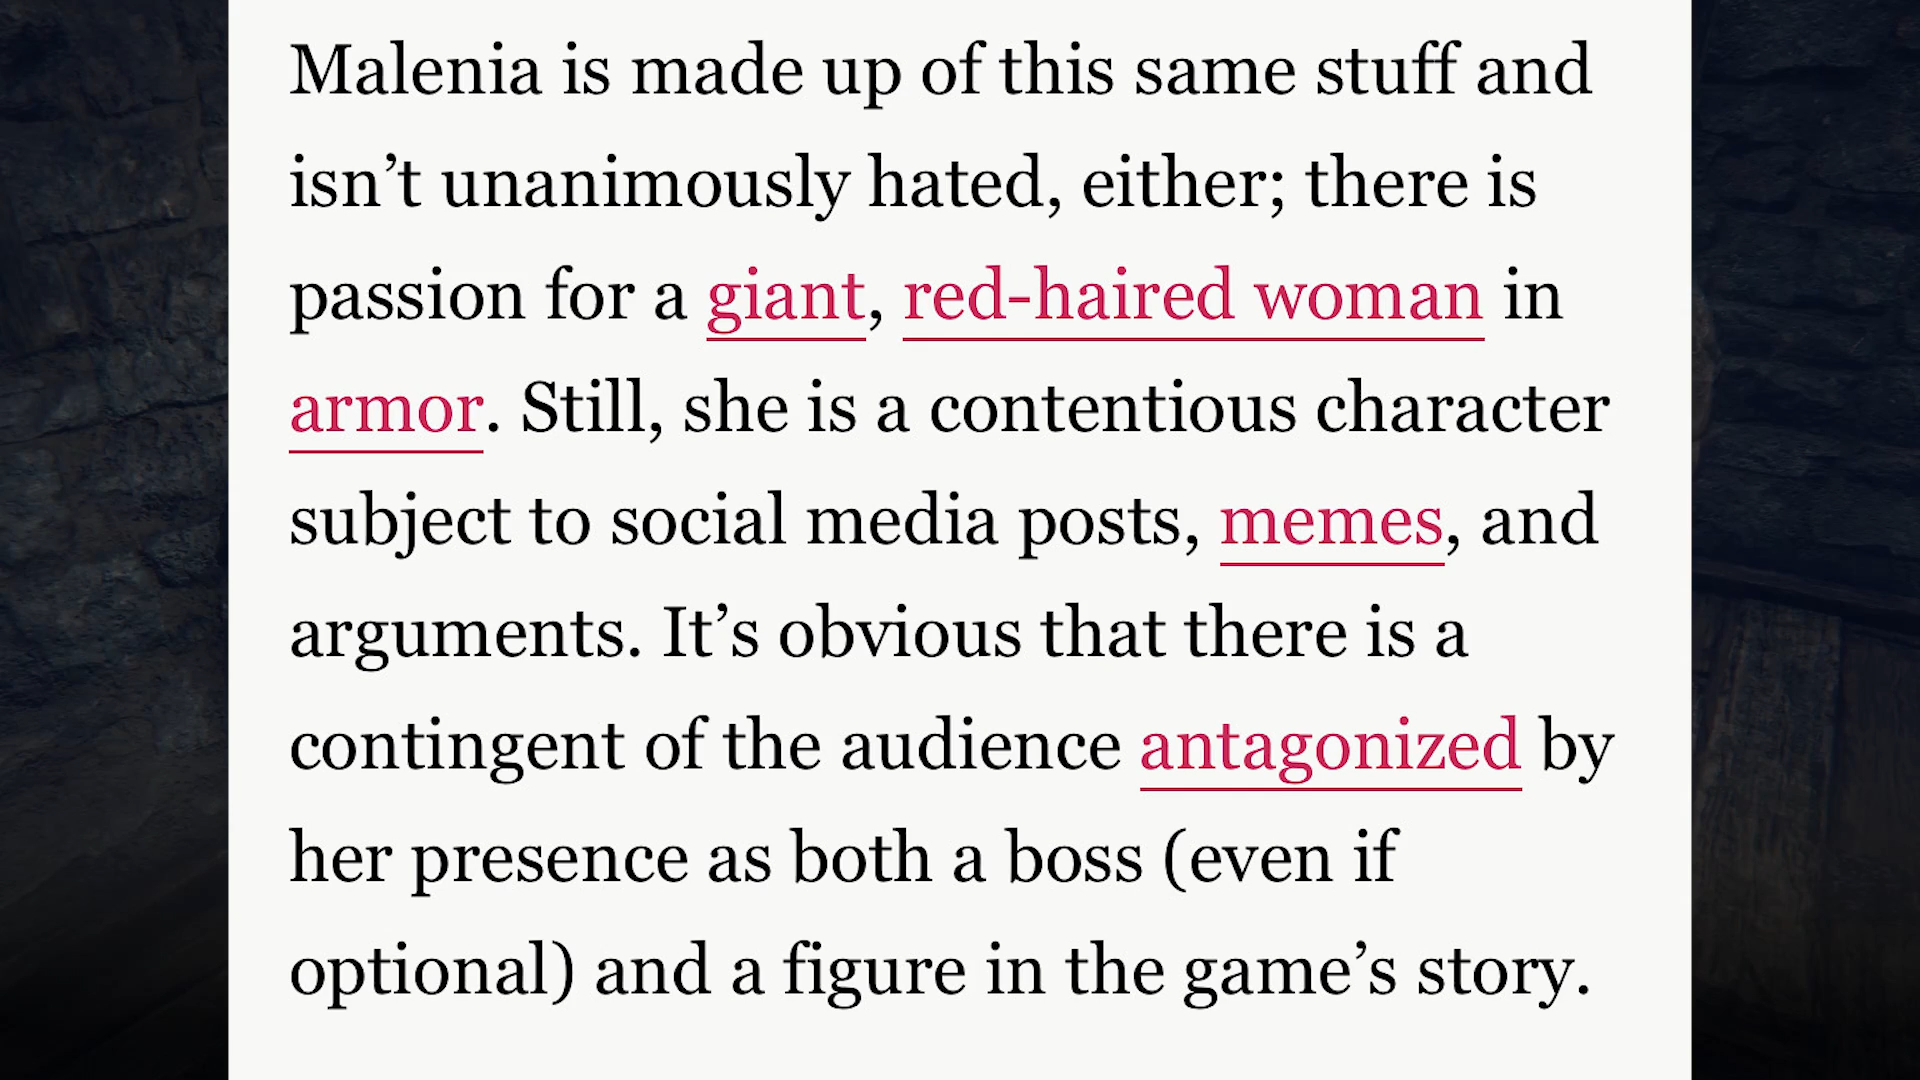 Malenia is made up of this same stuff and
isn’t unanimously hated, either; there is
passion for a giant, red-haired woman in
armor. Still, she is a contentious character
subject to social media posts, memes, and
arguments. It’s obvious that there is a
contingent of the audience antagonized by
her presence as both a boss (even if
optional) and a figure in the game’s story.